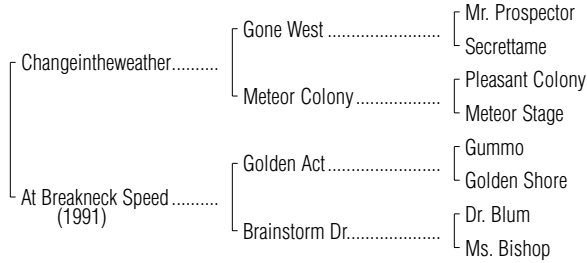 Mr. Prospector
Gone West
Secrettame
Changeintheweather
Pleasant Colony
Meteor Colony
Meteor Stage
Gummo
Golden Act
Golden Shore
At Breakneck Speed
(1991)
Dr. Blum
Brainstorm Dr.
Ms. Bishop